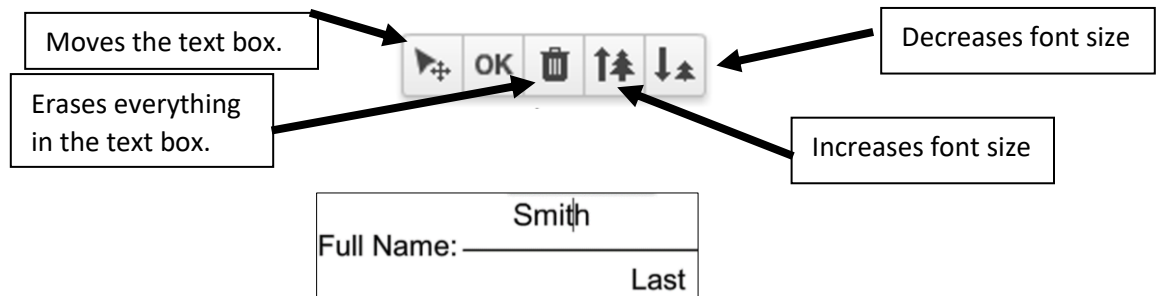 Moves the text box.
Decreases font size
OK
Erases everything
in the text box.
Increases font size
Smith
Full Name:
Last